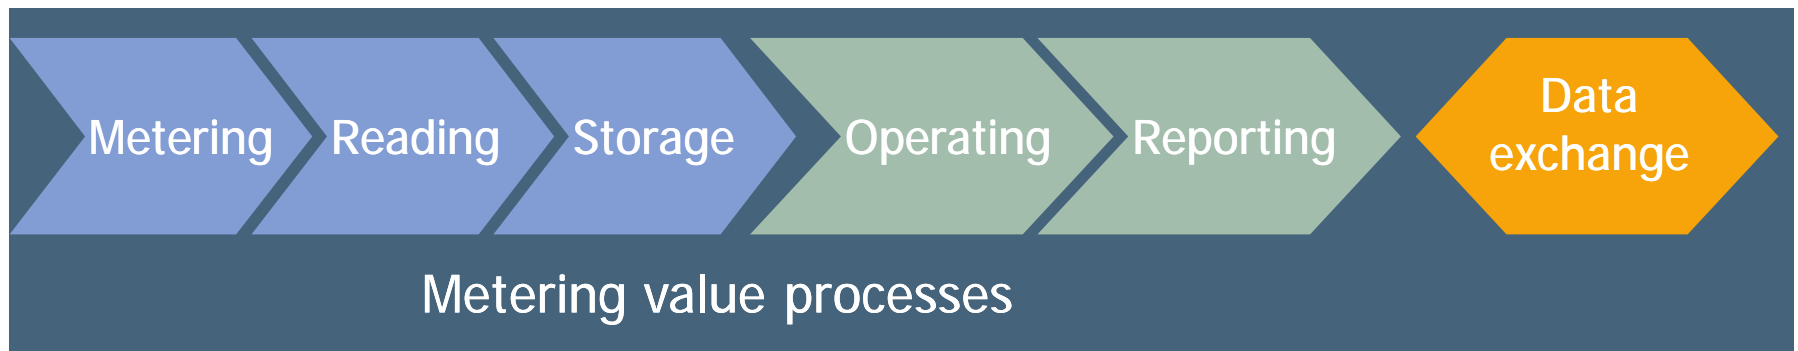 Metering
Reading
Storage
Operating
Reporting
Data
exchange
Metering value processes